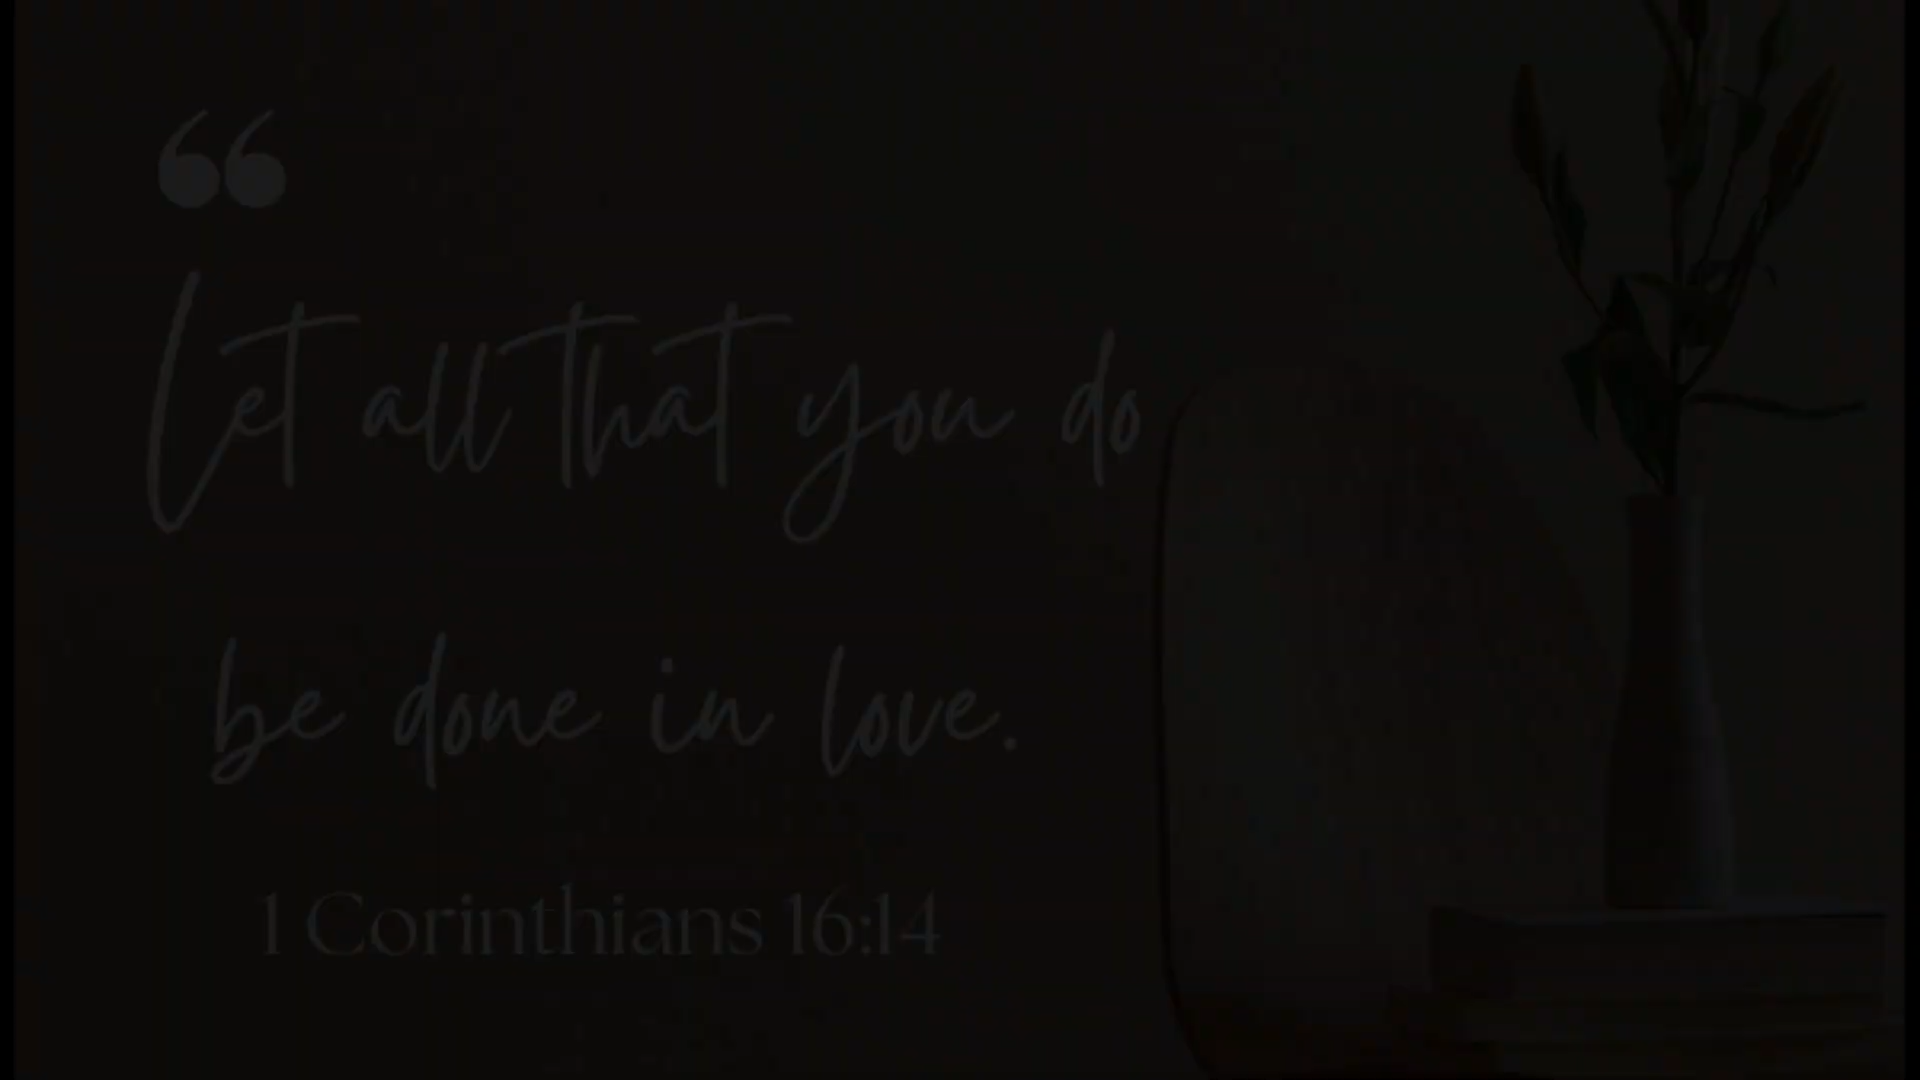 “
Let all that you do
be done in love.
1 Corinthians 16:14